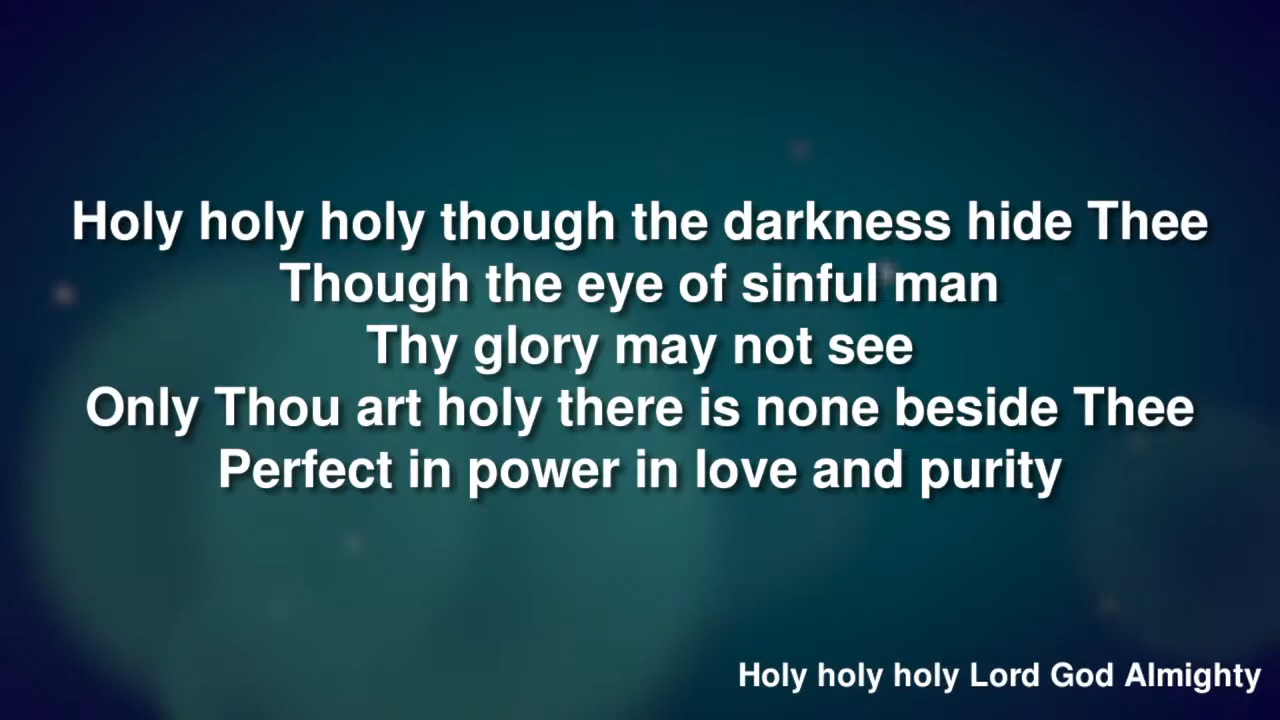 Holy holy holy though the darkness hide Thee
Though the eye of sinful man
Thy glory may not see
Only Thou art holy there is none beside Thee
Perfect in power in love and purity
Holy holy holy Lord God Almighty